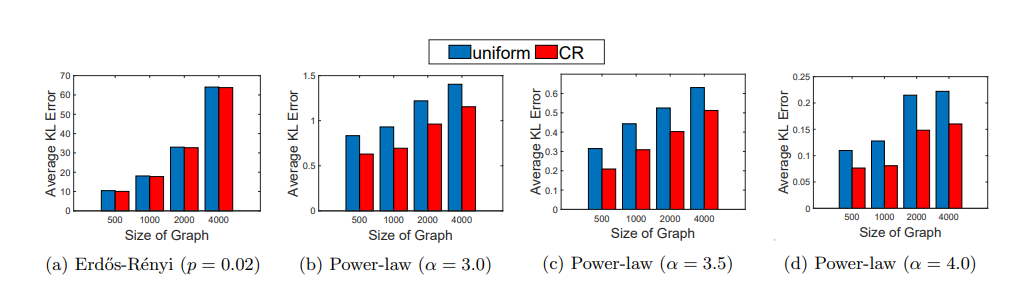 uniform CR
70
60
50
40
30
20
10
0
Average KL Error
500 1000 2000 4000
Size of Graph
(a) Erdős-Rényi (p = 0.02)
1.5
1
0.5
0
Average KL Error
500 1000 2000 4000
Size of Graph
(b) Power-law (α = 3.0)
0.6
0.5
0.4
0.3
0.2
0.1
0
Average KL Error
500 1000 2000 4000
Size of Graph
(c) Power-law (α = 3.5)
0.25
0.2
0.15
0.1
0.05
0
Average KL Error
500 1000 2000 4000
Size of Graph
(d) Power-law (α = 4.0)